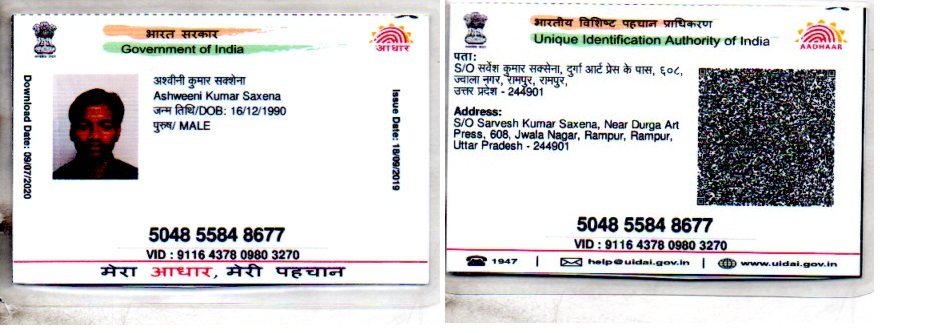 भारत सरकार
Government of India
आधार
Download Date: 09/07/2020
अश्वीनी कुमार सक्शेना
Ashweeni Kumar Saxena
जन्म तिथि/DOB: 16/12/1990
पुरुष/ MALE
Issue Date: 18/09/2019
5048 5584 8677
VID : 9116 4378 0980 3270
मेरा आधार, मेरी पहचान
भारतीय विशिष्ट पहचान प्राधिकरण
Unique Identification Authority of India
AADHAAR
पता:
S/O सर्वेश कुमार सक्सेना, दुर्गा आर्ट प्रेस के पास, ६०८,
ज्वाला नगर, रामपुर, रामपुर,
उत्तर प्रदेश - 244901
Address:
S/O Sarvesh Kumar Saxena, Near Durga Art
Press, 608, Jwala Nagar, Rampur, Rampur,
Uttar Pradesh - 244901
5048 5584 8677
VID : 9116 4378 0980 3270
1947 | help@uidai.gov.in | www.uidai.gov.in